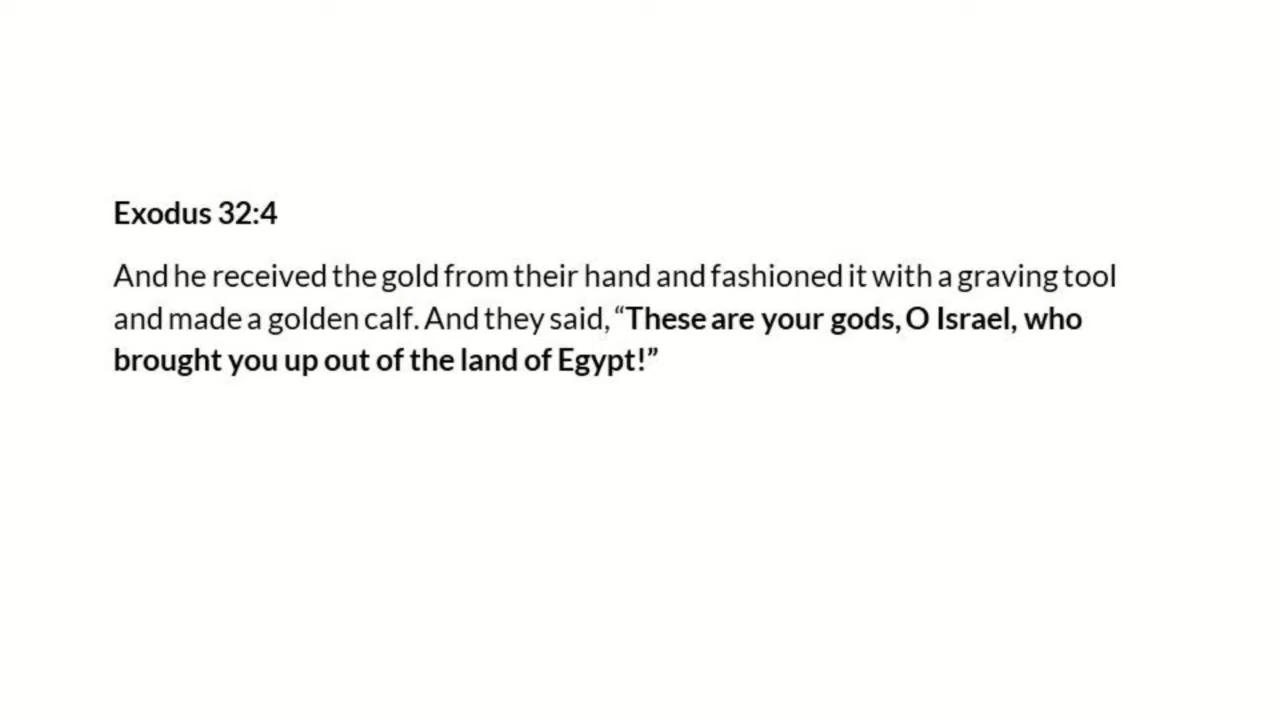 Exodus 32:4
And he received the gold from their hand and fashioned it with a graving tool
and made a golden calf. And they said, “These are your gods, O Israel, who
brought you up out of the land of Egypt!”